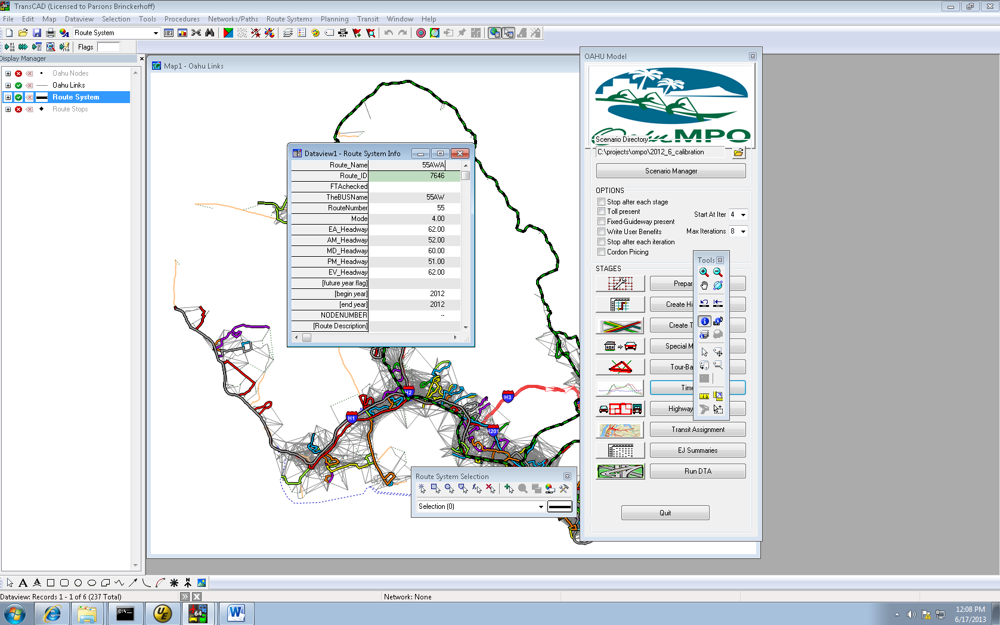 TransCAD (Licensed to Parsons Brinckerhoff)
File Edit Map Dataview Selection Tools Procedures Networks/Paths Route Systems Planning Transit Window Help
Route System
Flags
Display Manager
Oahu Nodes
Oahu Links
Route System
Route Stops
Map1 - Oahu Links
H1
H2
H3
H201
Dataview1 - Route System Info
Route_Name 55AWA
Route_ID 7646
FTAchecked
TheBUSName 55AW
RouteNumber 55
Mode 4.00
EA_Headway 62.00
AM_Headway 52.00
MD_Headway 60.00
PM_Headway 51.00
EV_Headway 62.00
[future year flag]
[begin year] 2012
[end year] 2012
NODENUMBER --
[Route Description]
Route System Selection
Selection (0)
OAHU Model
OahuMPO
Scenario Directory
C:\projects\ompo\2012_6_calibration
Scenario Manager
OPTIONS
Stop after each stage
Toll present
Fixed-Guideway present
Write User Benefits
Stop after each iteration
Cordon Pricing
Start At Iter 4
Max Iterations 8
STAGES
Prepar
Create Hi
Create T
Special M
Tour-Ba
Time
Highway
Transit Assignment
EJ Summaries
Run DTA
Quit
Tools
Dataview: Records 1 - 1 of 6 (237 Total)
Network: None
12:08 PM
6/17/2013